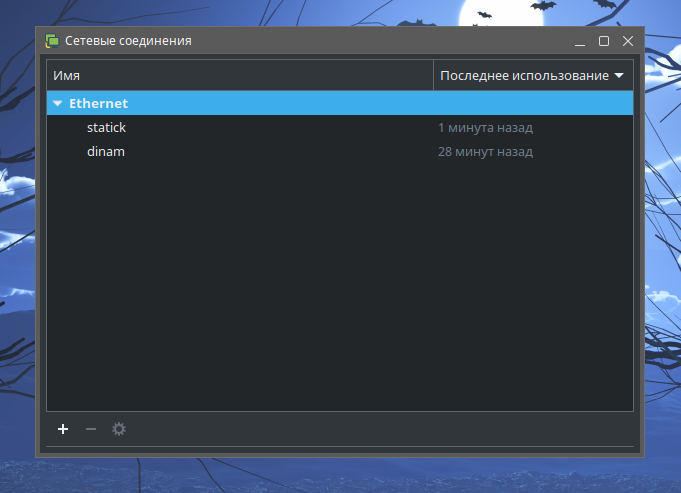 Сетевые соединения
Имя
Последнее использование
Ethernet
statick
1 минута назад
dinam
28 минут назад